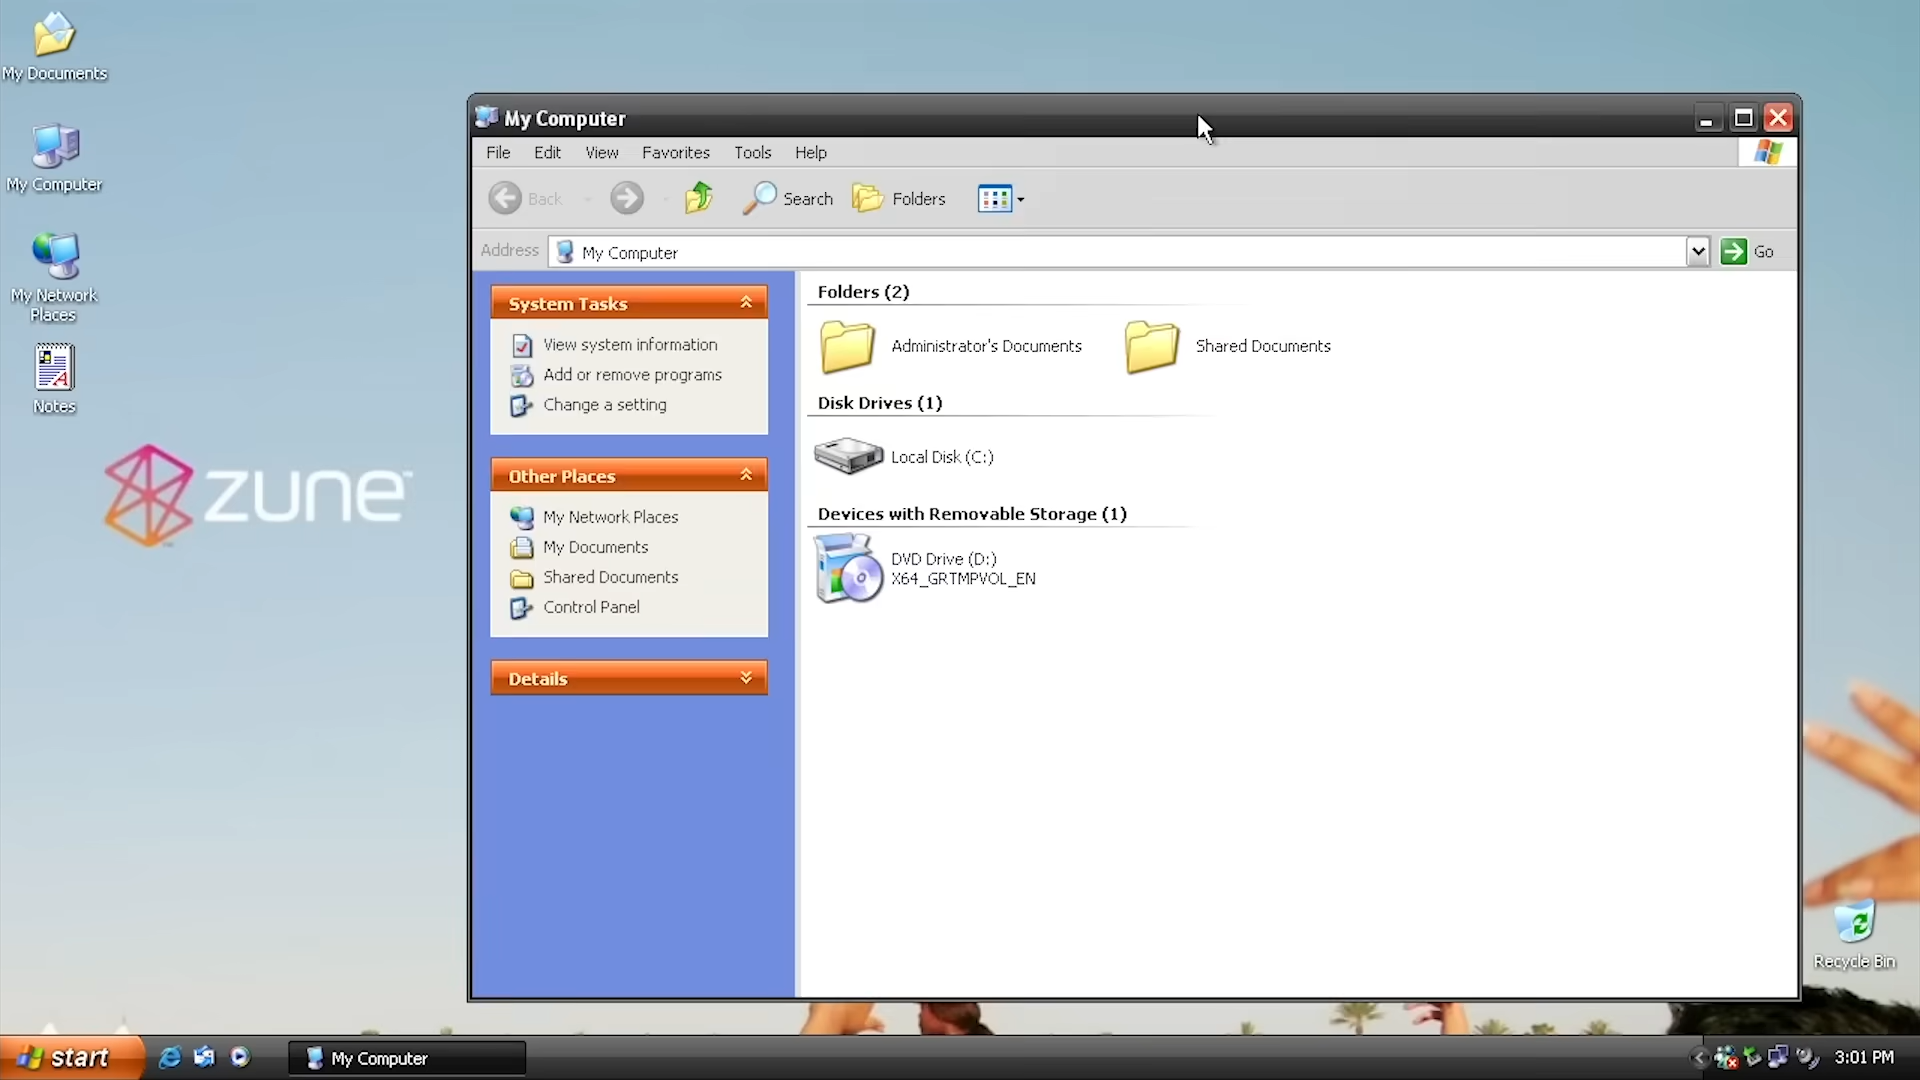 My Documents
My Computer
My Network
Places
Notes
zune™
My Computer
File Edit View Favorites Tools Help
Back Search Folders
Address My Computer Go
System Tasks
View system information
Add or remove programs
Change a setting
Other Places
My Network Places
My Documents
Shared Documents
Control Panel
Details
Folders (2)
Administrator's Documents Shared Documents
Disk Drives (1)
Local Disk (C:)
Devices with Removable Storage (1)
DVD Drive (D:)
X64_GRTMPVOL_EN
Recycle Bin
start My Computer 3:01 PM